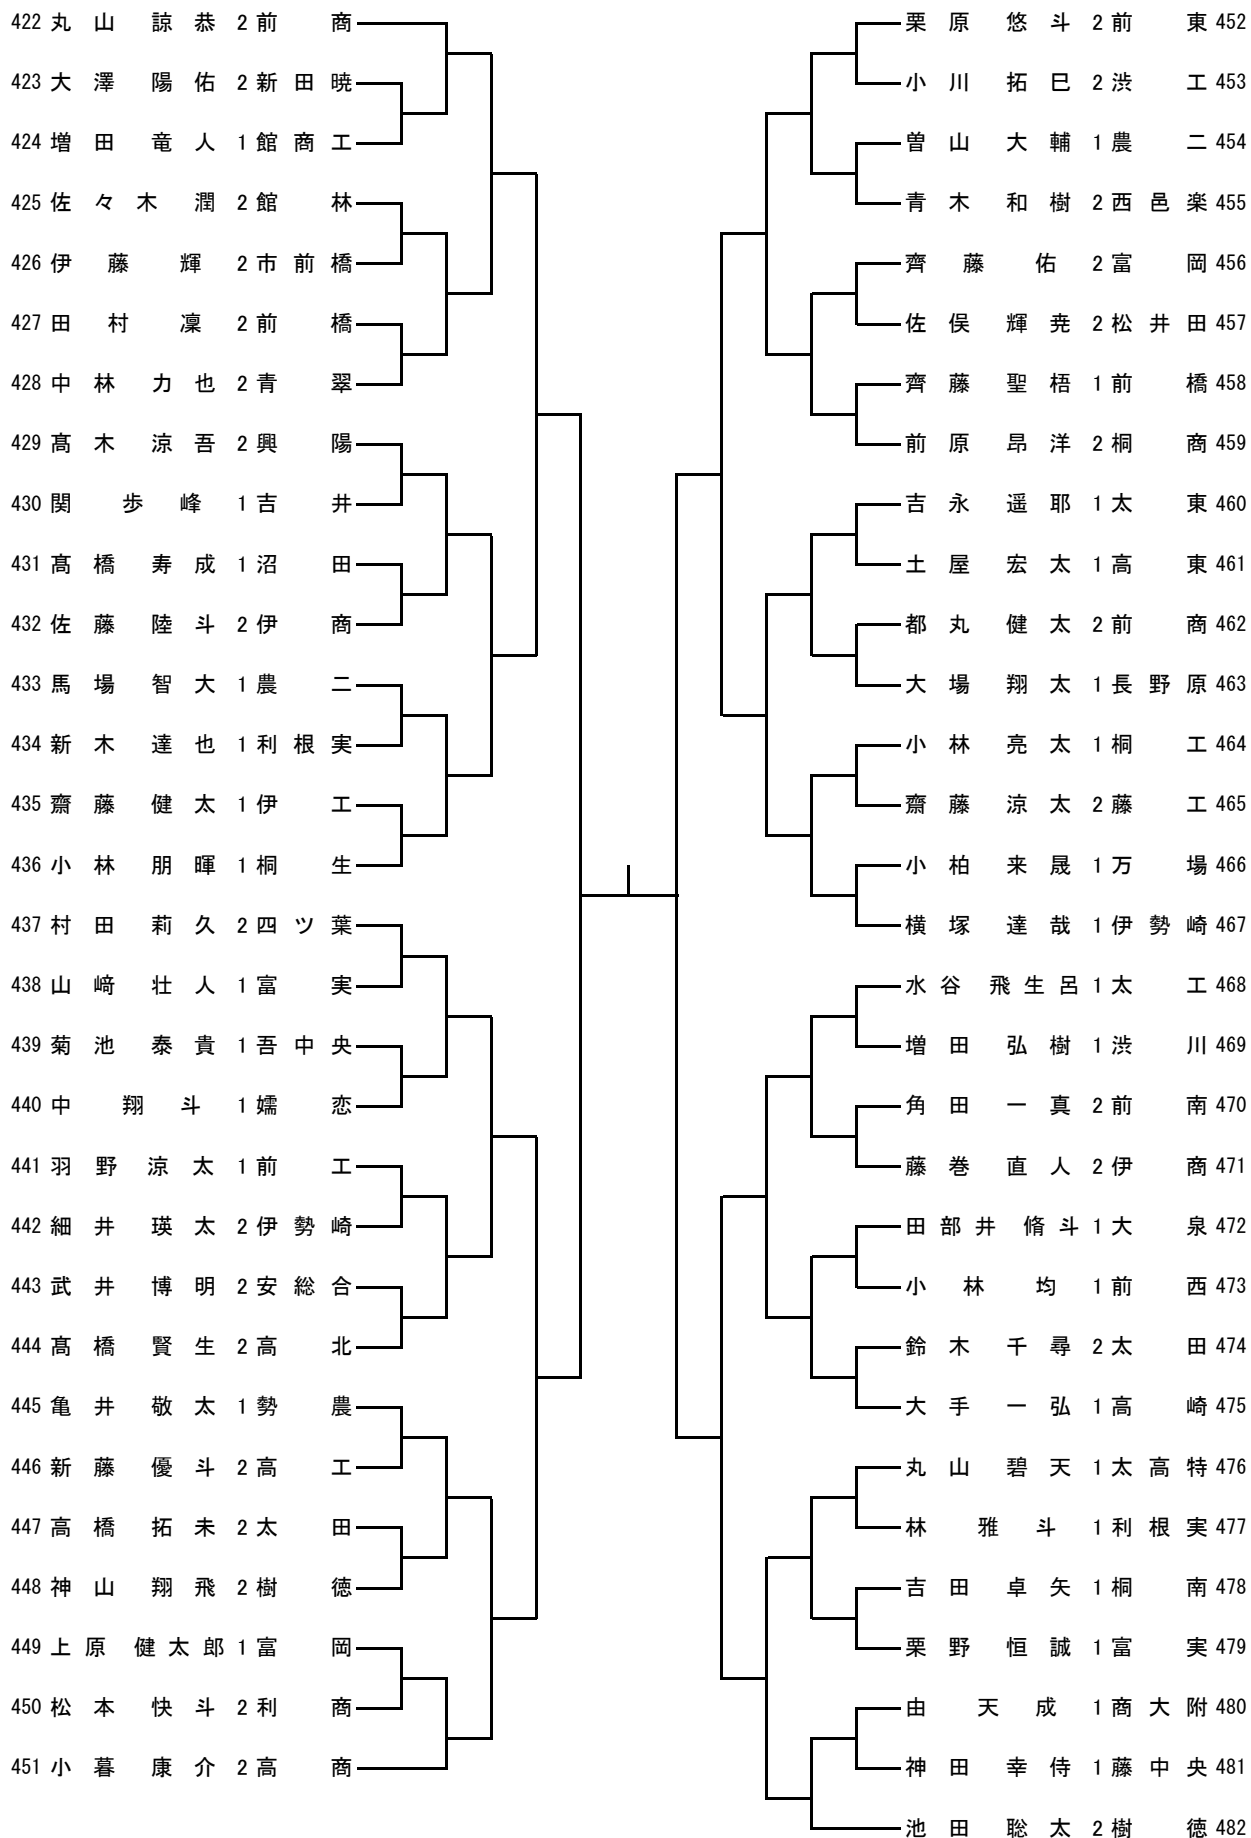 422 丸山 諒恭 2 前商
423 大澤 陽佑 2 新田暁
424 増田 竜人 1 館商工
425 佐々木 潤 2 館林
426 伊藤 輝 2 市前橋
427 田村 凜 2 前橋
428 中林 力也 2 青翠
429 髙木 涼吾 2 興陽
430 関 歩峰 1 吉井
431 髙橋 寿成 1 沼田
432 佐藤 陸斗 2 伊商
433 馬場 智大 1 農二
434 新木 達也 1 利根実
435 齋藤 健太 1 伊工
436 小林 朋暉 1 桐生
437 村田 莉久 2 四ツ葉
438 山﨑 壮人 1 富実
439 菊池 泰貴 1 吾中央
440 中 翔斗 1 嬬恋
441 羽野 涼太 1 前工
442 細井 瑛太 2 伊勢崎
443 武井 博明 2 安総合
444 髙橋 賢生 2 高北
445 亀井 敬太 1 勢農
446 新藤 優斗 2 高工
447 高橋 拓未 2 太田
448 神山 翔飛 2 樹徳
449 上原 健太郎 1 富岡
450 松本 快斗 2 利商
451 小暮 康介 2 高商
栗原 悠斗 2 前東 452
小川 拓巳 2 渋工 453
曽山 大輔 1 農二 454
青木 和樹 2 西邑楽 455
齊藤 佑 2 富岡 456
佐俣 輝尭 2 松井田 457
齊藤 聖梧 1 前橋 458
前原 昂洋 2 桐商 459
吉永 遥耶 1 太東 460
土屋 宏太 1 高東 461
都丸 健太 2 前商 462
大場 翔太 1 長野原 463
小林 亮太 1 桐工 464
齋藤 涼太 2 藤工 465
小柏 来晟 1 万場 466
横塚 達哉 1 伊勢崎 467
水谷 飛生呂 1 太工 468
増田 弘樹 1 渋川 469
角田 一真 2 前南 470
藤巻 直人 2 伊商 471
田部井 脩斗 1 大泉 472
小林 均 1 前西 473
鈴木 千尋 2 太田 474
大手 一弘 1 高崎 475
丸山 碧天 1 太高特 476
林 雅斗 1 利根実 477
吉田 卓矢 1 桐南 478
栗野 恒誠 1 富実 479
由 天成 1 商大附 480
神田 幸侍 1 藤中央 481
池田 聡太 2 樹徳 482